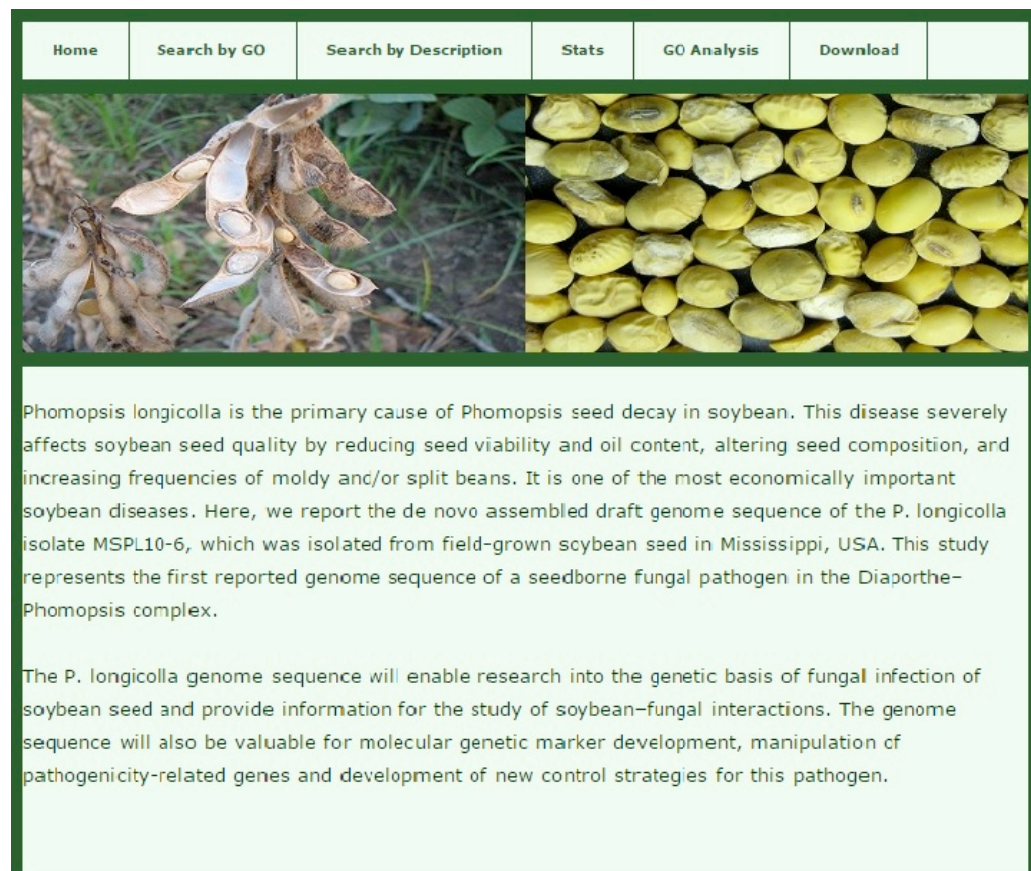 Home Search by GO Search by Description Stats GO Analysis Download
Phomopsis longicolla is the primary cause of Phomopsis seed decay in soybean. This disease severely
affects soybean seed quality by reducing seed viability and oil content, altering seed composition, and
increasing frequencies of moldy and/or split beans. It is one of the most economically important
soybean diseases. Here, we report the de novo assembled draft genome sequence of the P. longicolla
isolate MSPL10-6, which was isolated from field-grown soybean seed in Mississippi, USA. This study
represents the first reported genome sequence of a seedborne fungal pathogen in the Diaporthe–
Phomopsis complex.
The P. longicolla genome sequence will enable research into the genetic basis of fungal infection of
soybean seed and provide information for the study of soybean–fungal interactions. The genome
sequence will also be valuable for molecular genetic marker development, manipulation of
pathogenicity-related genes and development of new control strategies for this pathogen.